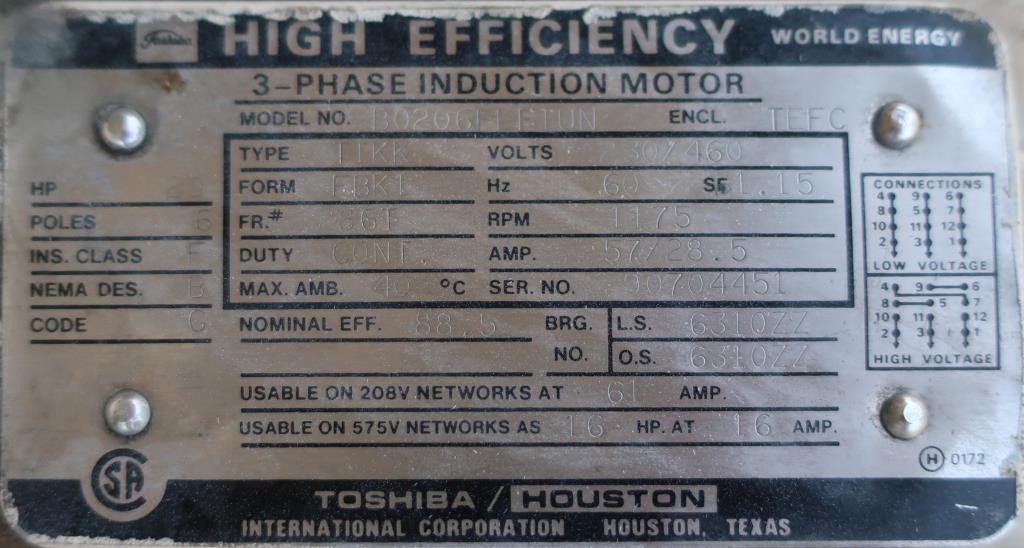 Toshiba HIGH EFFICIENCY WORLD ENERGY
3-PHASE INDUCTION MOTOR
MODEL NO. ENCL. TEFC
TYPE TIKK VOLTS /460
HP FORM FBK1 Hz 60 SF 1.15
POLES 6 FR.# RPM 1175
INS. CLASS F DUTY CONT. AMP. 57/28.5
NEMA DES. B MAX. AMB. 40 °C SER. NO. 00704451
CODE G NOMINAL EFF. 88.5 BRG. NO. L.S. 6310ZZ
O.S. 6310ZZ
USABLE ON 208V NETWORKS AT 61 AMP.
USABLE ON 575V NETWORKS AS 16 HP. AT 16 AMP.
CONNECTIONS
4 9 6
8 5 7
10 11 12
2 3 1
LOW VOLTAGE
4 9 6
8 5 7
10 11 12
2 3 1
HIGH VOLTAGE
H 0172
CSA
TOSHIBA / HOUSTON
INTERNATIONAL CORPORATION HOUSTON, TEXAS